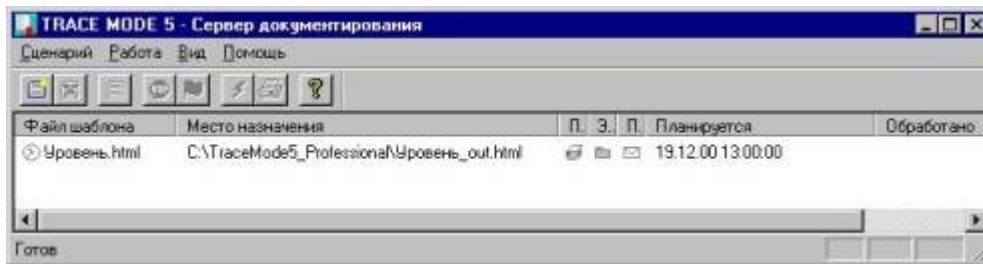 TRACE MODE 5 - Сервер документирования
Сценарий Работа Вид Помощь
Файл шаблона Место назначения П. Э. П. Планируется Обработано
Уровень.html C:\TraceMode5_Professional\Уровень_out.html 19.12.00 13:00:00
Готов